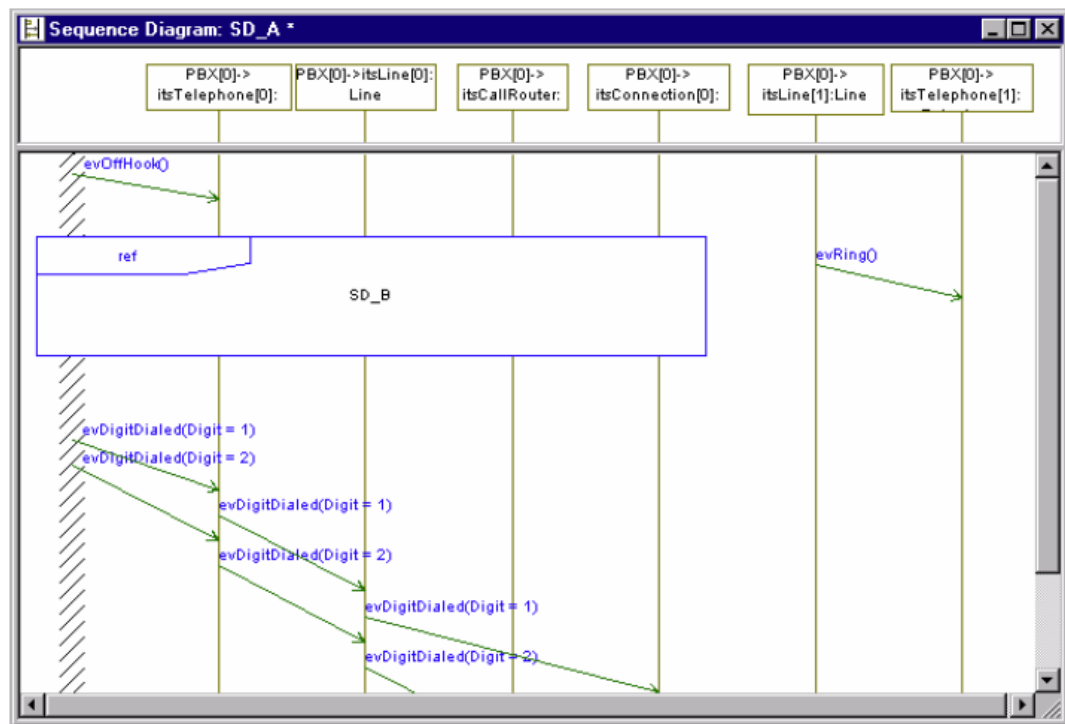 Sequence Diagram: SD_A *
PBX[0]->
itsTelephone[0]:
PBX[0]->itsLine[0]:
Line
PBX[0]->
itsCallRouter:
PBX[0]->
itsConnection[0]:
PBX[0]->
itsLine[1]:Line
PBX[0]->
itsTelephone[1]:
evOffHook()
ref
SD_B
evRing()
evDigitDialed(Digit = 1)
evDigitDialed(Digit = 2)
evDigitDialed(Digit = 1)
evDigitDialed(Digit = 2)
evDigitDialed(Digit = 1)
evDigitDialed(Digit = 2)